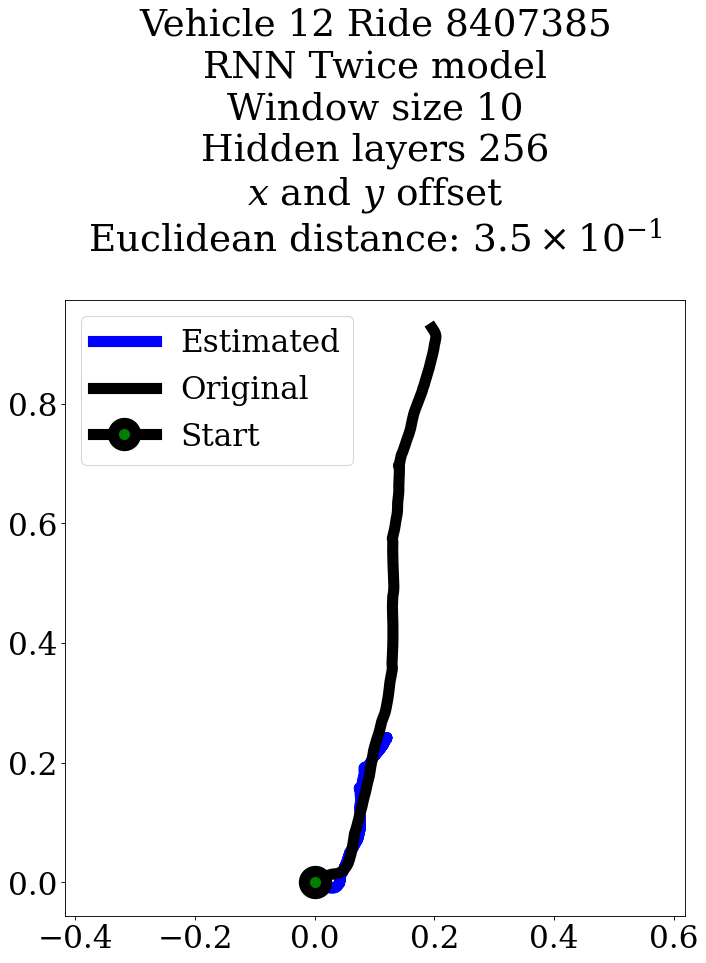 Vehicle 12 Ride 8407385
RNN Twice model
Window size 10
Hidden layers 256
x and y offset
Euclidean distance: 3.5 × 10⁻¹
Estimated
Original
Start
0.8
0.6
0.4
0.2
0.0
−0.4 −0.2 0.0 0.2 0.4 0.6